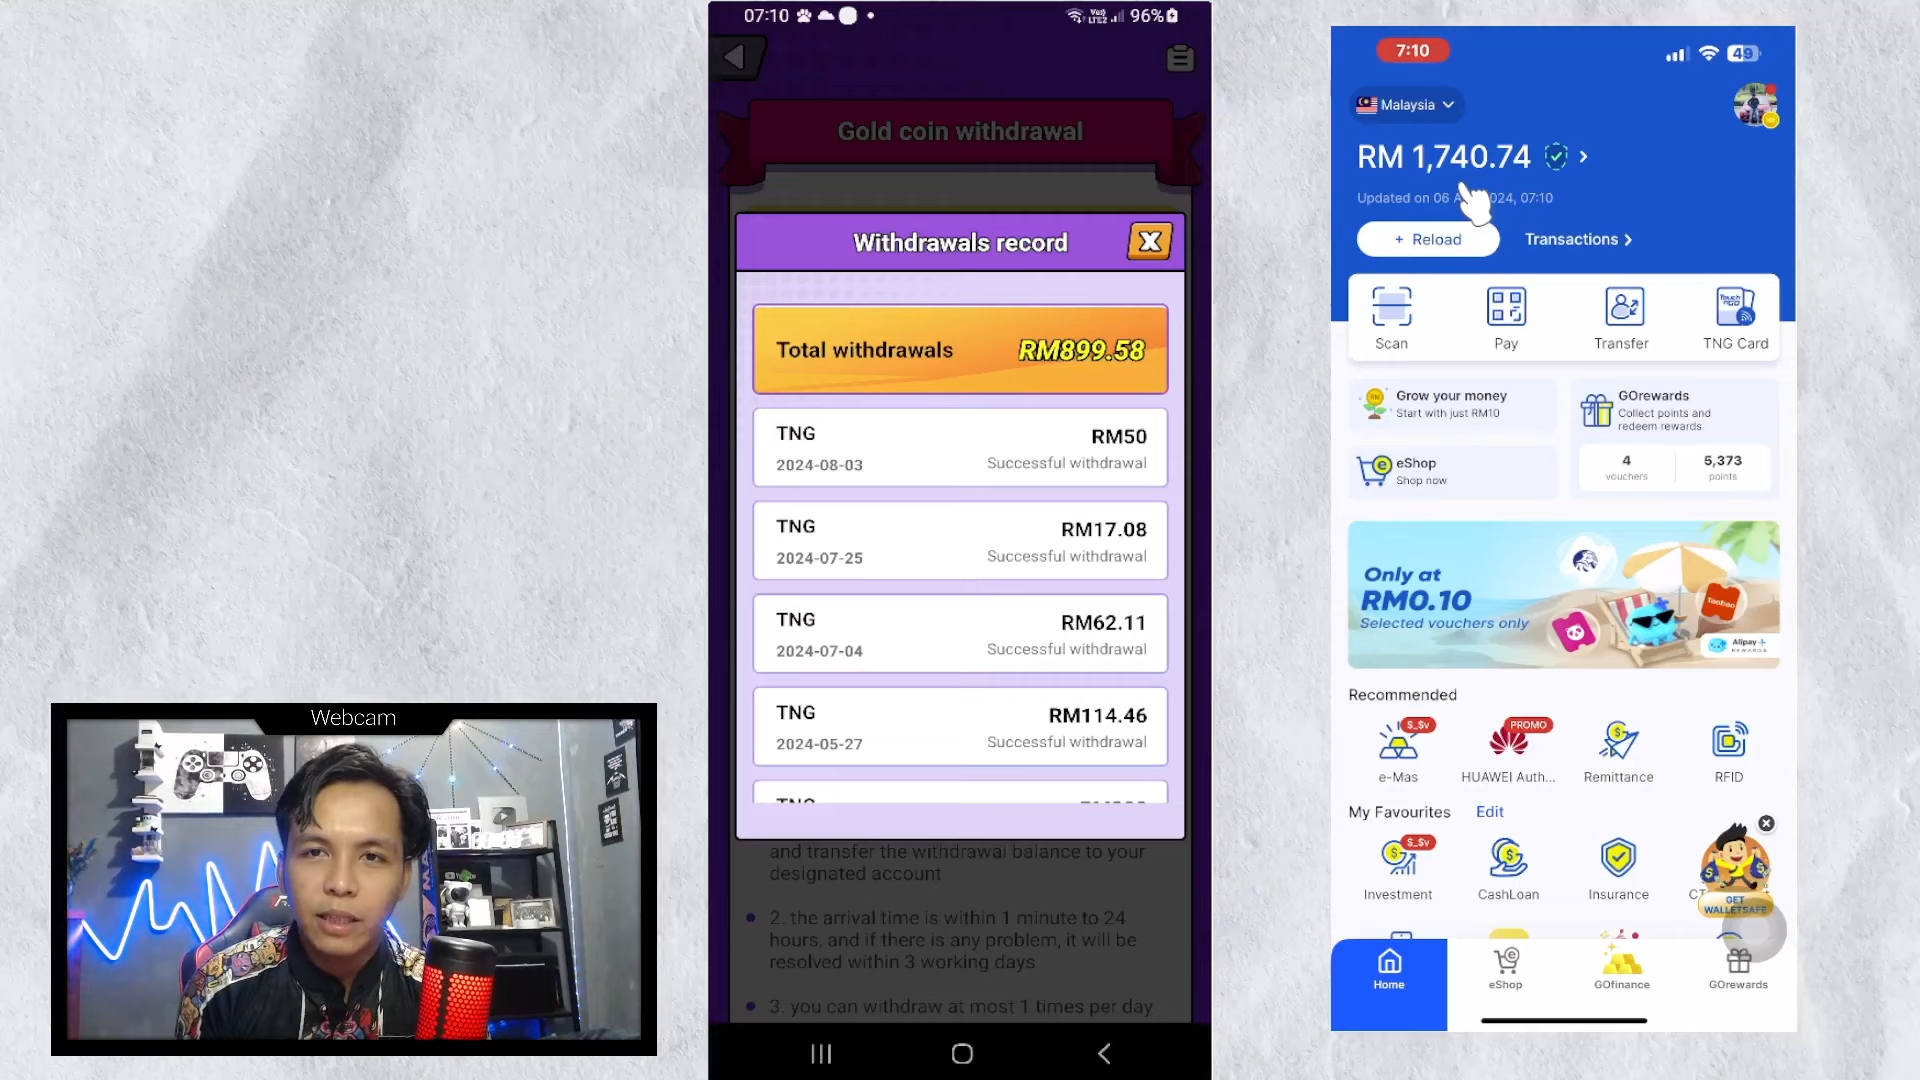 Webcam
07:10
96%
Gold coin withdrawal
Withdrawals record
X
Total withdrawals
RM899.58
TNG
RM50
2024-08-03
Successful withdrawal
TNG
RM17.08
2024-07-25
Successful withdrawal
TNG
RM62.11
2024-07-04
Successful withdrawal
TNG
RM114.46
2024-05-27
Successful withdrawal
and transfer the withdrawal balance to your
designated account
2. the arrival time is within 1 minute to 24
hours, and if there is any problem, it will be
resolved within 3 working days
3. you can withdraw at most 1 times per day
7:10
49
Malaysia
RM 1,740.74
Updated on 06 A 024, 07:10
+ Reload
Transactions
Scan
Pay
Transfer
TNG Card
Grow your money
Start with just RM10
GOrewards
Collect points and
redeem rewards
eShop
Shop now
4
vouchers
5,373
points
Only at
RM0.10
Selected vouchers only
Taobao
Alipay+
REWARDS
Recommended
$_$v
PROMO
e-Mas
HUAWEI Auth...
Remittance
RFID
My Favourites
Edit
$_$v
Investment
CashLoan
Insurance
CT
GET
WALLETSAFE
Home
eShop
GOfinance
GOrewards